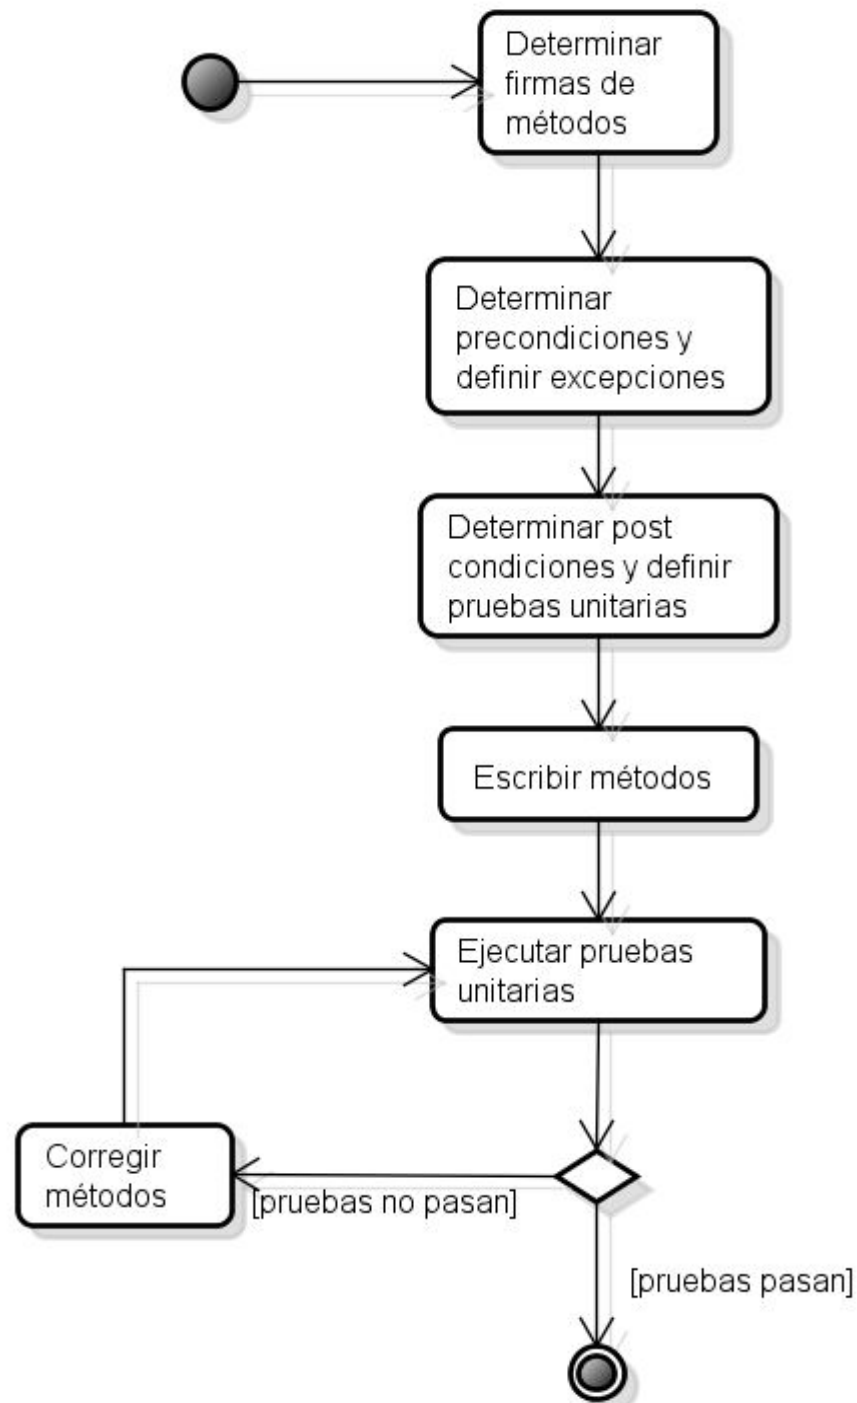 Determinar
firmas de
métodos
Determinar
precondiciones y
definir excepciones
Determinar post
condiciones y definir
pruebas unitarias
Escribir métodos
Ejecutar pruebas
unitarias
Corregir
métodos
[pruebas no pasan]
[pruebas pasan]